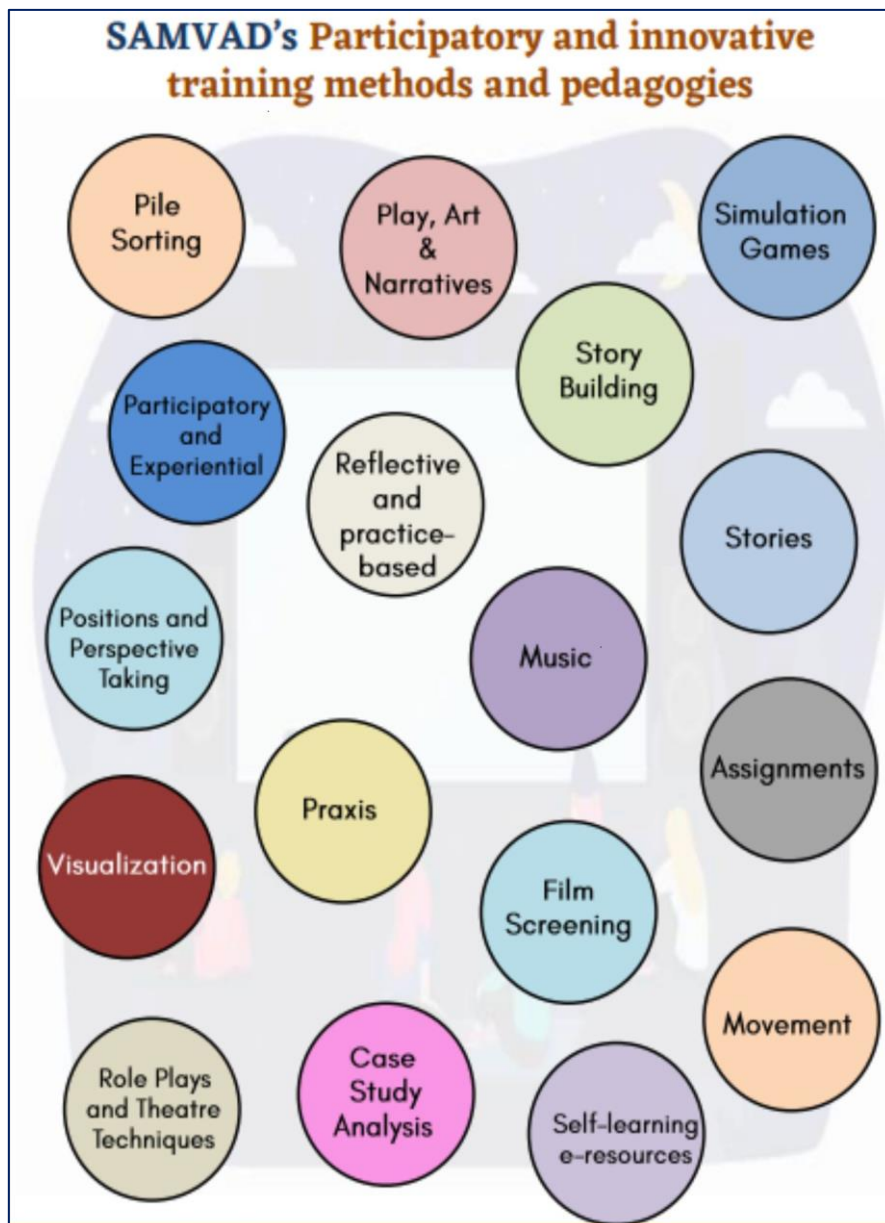 SAMVAD's Participatory and innovative
training methods and pedagogies
Pile
Sorting
Play, Art
&
Narratives
Simulation
Games
Story
Building
Participatory
and
Experiential
Reflective
and
practice-
based
Stories
Positions and
Perspective
Taking
Music
Assignments
Praxis
Visualization
Film
Screening
Movement
Role Plays
and Theatre
Techniques
Case
Study
Analysis
Self-learning
e-resources